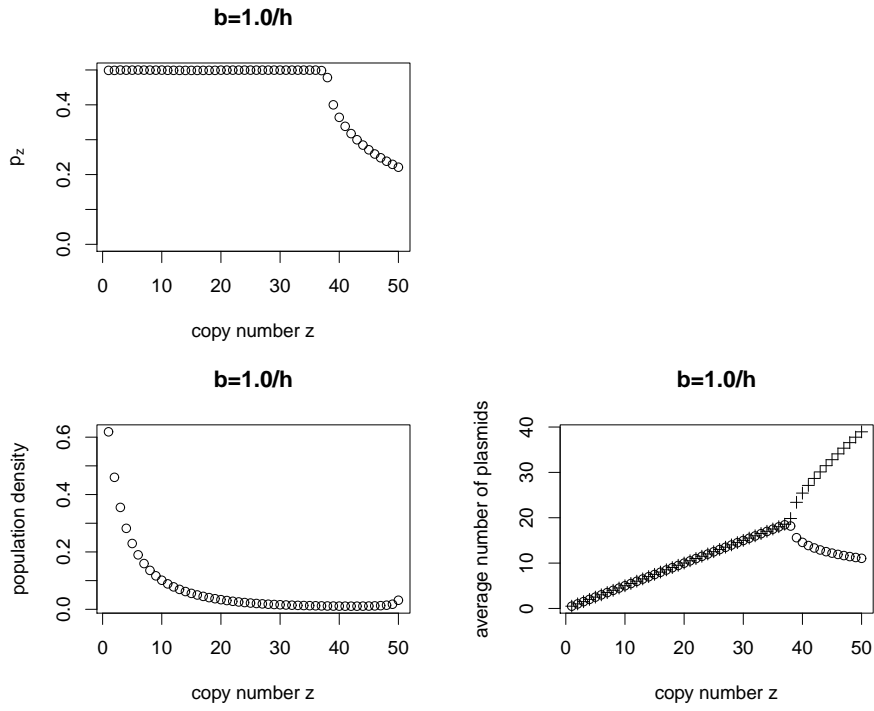 b=1.0/h
p_z
0.0 0.2 0.4
0 10 20 30 40 50
copy number z
b=1.0/h
population density
0.0 0.2 0.4 0.6
0 10 20 30 40 50
copy number z
b=1.0/h
average number of plasmids
0 10 20 30 40
0 10 20 30 40 50
copy number z